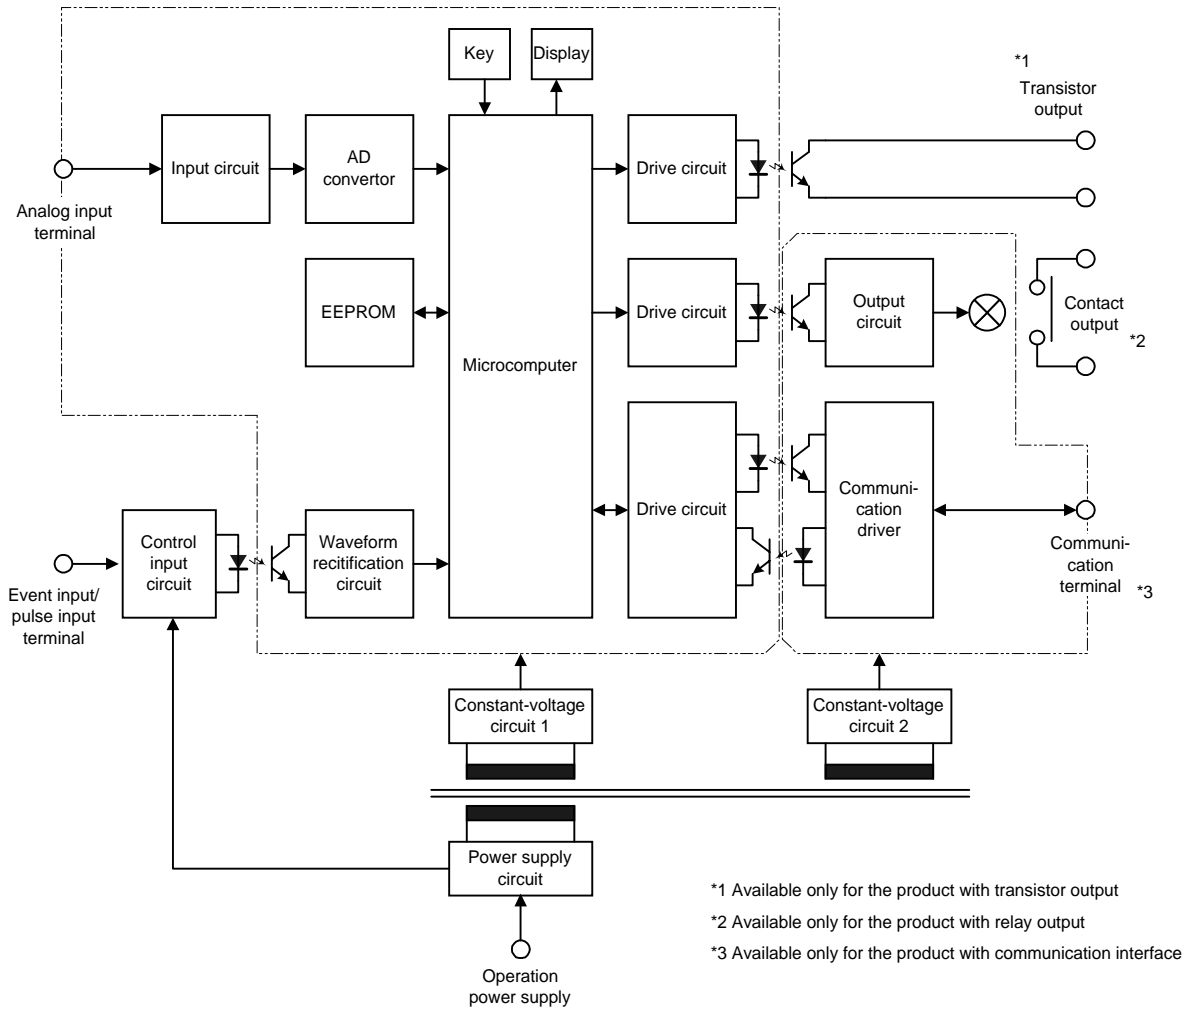 Key
Display
*1
Transistor
output
Input circuit
AD
convertor
Drive circuit
Analog input
terminal
EEPROM
Drive circuit
Output
circuit
Contact
output
*2
Microcomputer
Drive circuit
Communi-
cation
driver
Control
input
circuit
Waveform
rectification
circuit
Communi-
cation
terminal
*3
Event input/
pulse input
terminal
Constant-voltage
circuit 1
Constant-voltage
circuit 2
Power supply
circuit
*1 Available only for the product with transistor output
*2 Available only for the product with relay output
*3 Available only for the product with communication interface
Operation
power supply